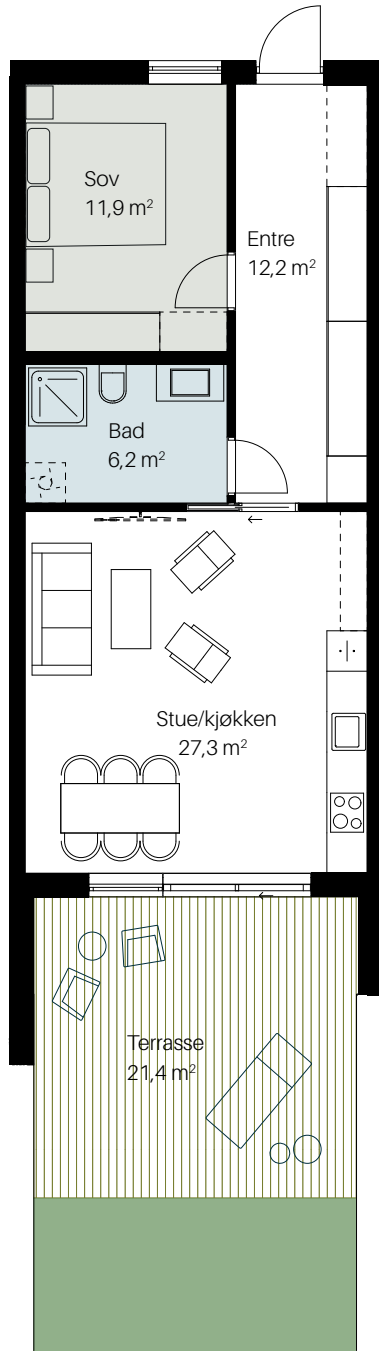 Sov
11,9 m²
Entre
12,2 m²
Bad
6,2 m²
Stue/kjøkken
27,3 m²
Terrasse
21,4 m²